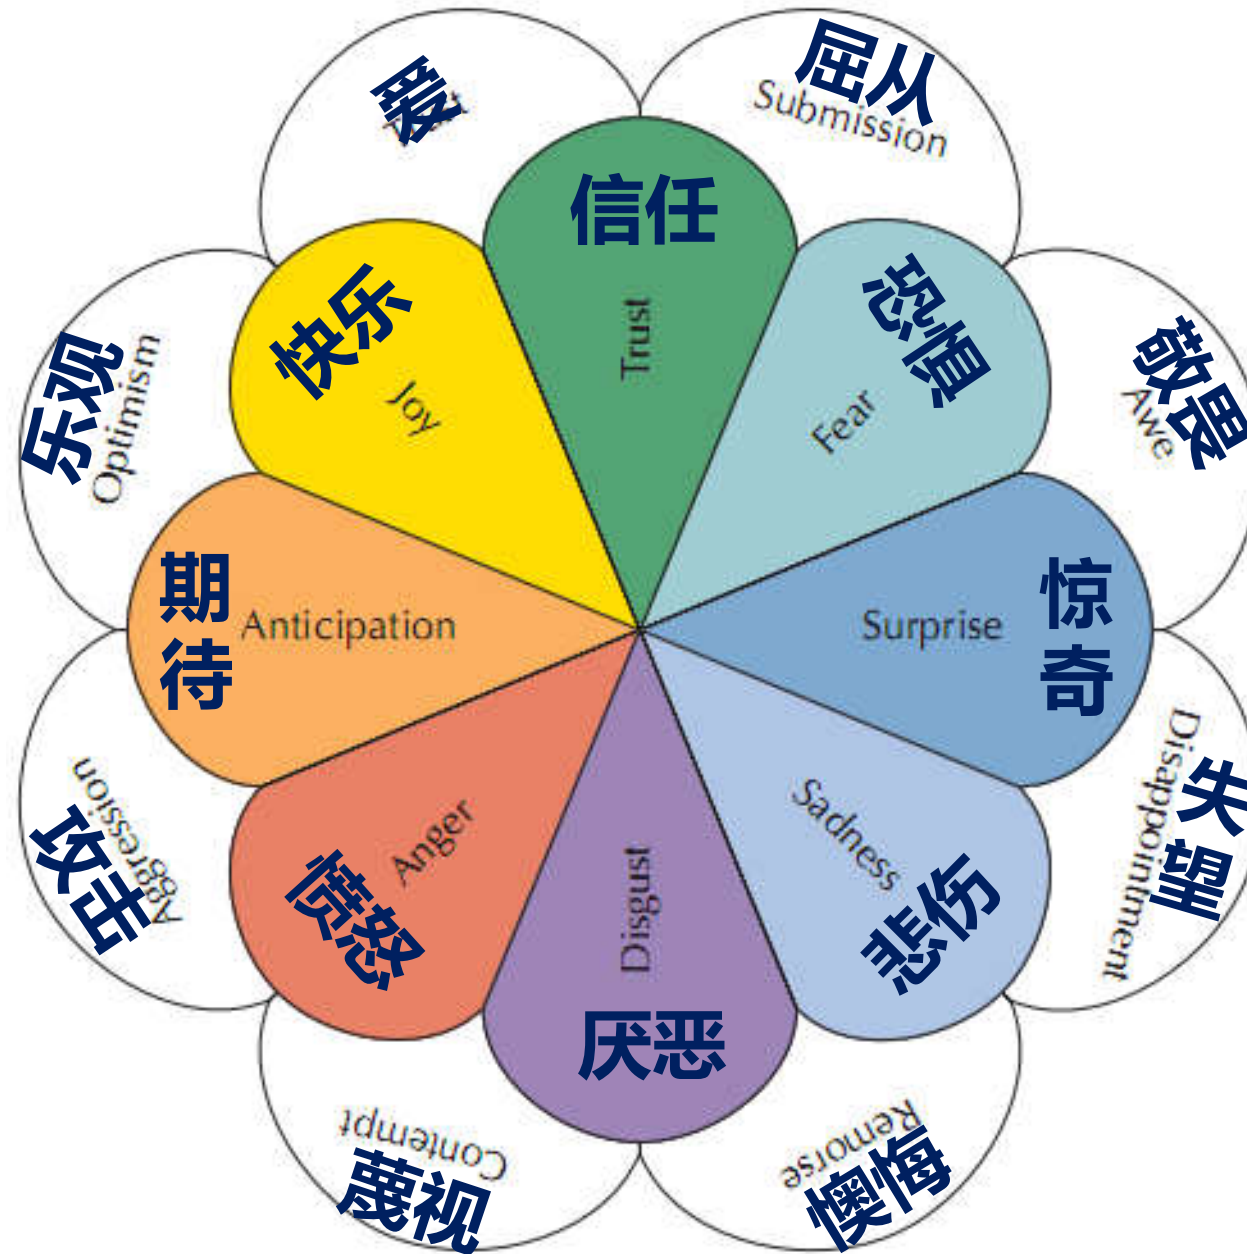 爱
屈从
Submission
信任
Trust
快乐
Joy
恐惧
Fear
乐观
Optimism
敬畏
Awe
期待
Anticipation
惊奇
Surprise
攻击
Aggression
愤怒
Anger
厌恶
Disgust
悲伤
Sadness
失望
Disappointment
蔑视
Contempt
懊悔
Remorse